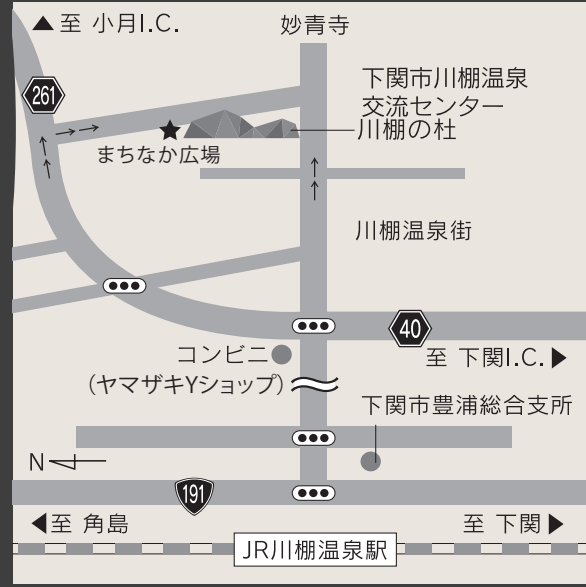 ▲至 小月I.C.
妙青寺
261
下関市川棚温泉
交流センター
川棚の杜
★
まちなか広場
川棚温泉街
40
至 下関I.C.▶
コンビニ
（ヤマザキYショップ）
下関市豊浦総合支所
N
191
◀至 角島
至 下関▶
JR川棚温泉駅